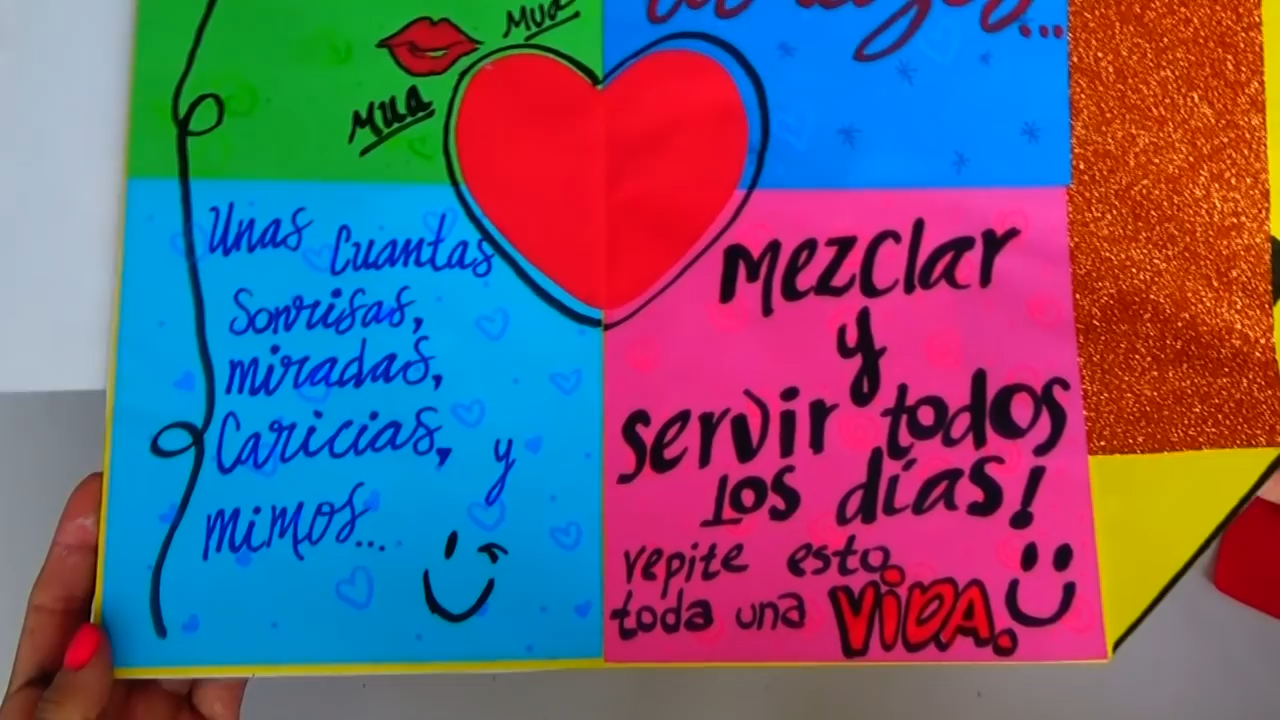 Mua
Mua
Unas Cuantas
Sonrisas,
miradas,
Caricias, y
mimos...
Mezclar
y
Servir todos
Los días!
repite esto
toda una ViDA.